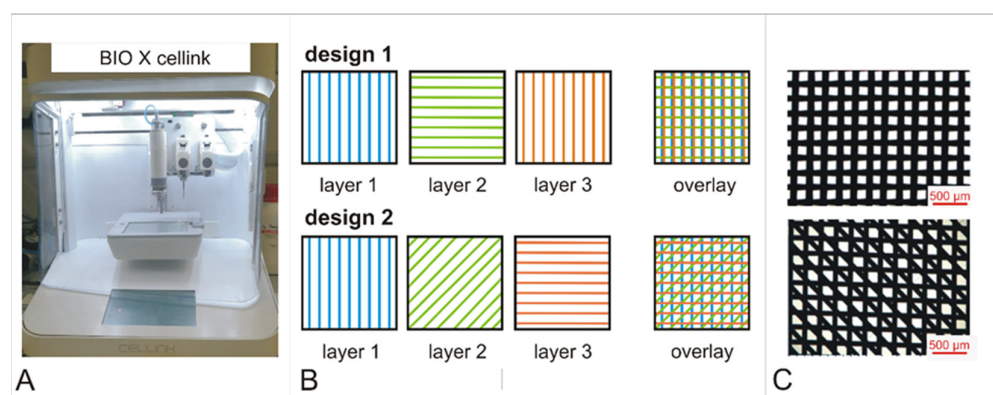 BIO X cellink
CELLINK
A
design 1
layer 1
layer 2
layer 3
overlay
design 2
layer 1
layer 2
layer 3
overlay
B
500 µm
500 µm
C